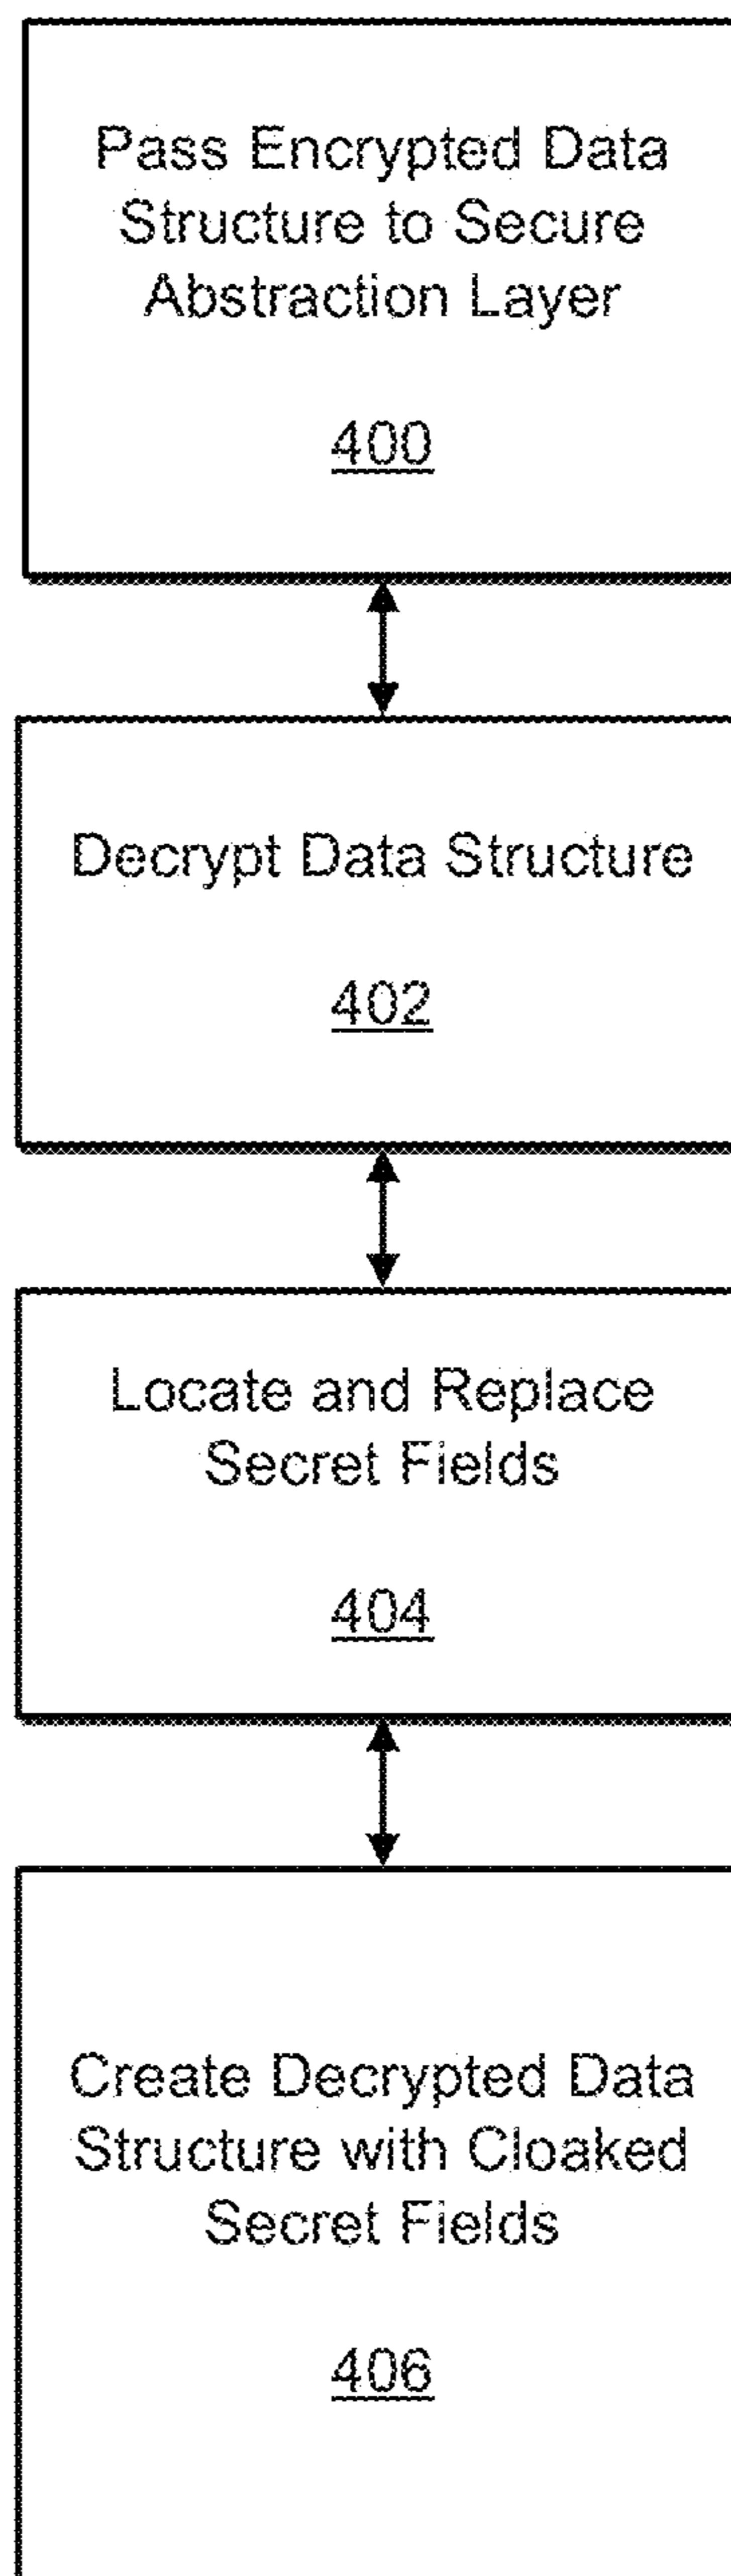 Pass Encrypted Data
Structure to Secure
Abstraction Layer
400
Decrypt Data Structure
402
Locate and Replace
Secret Fields
404
Create Decrypted Data
Structure with Cloaked
Secret Fields
406